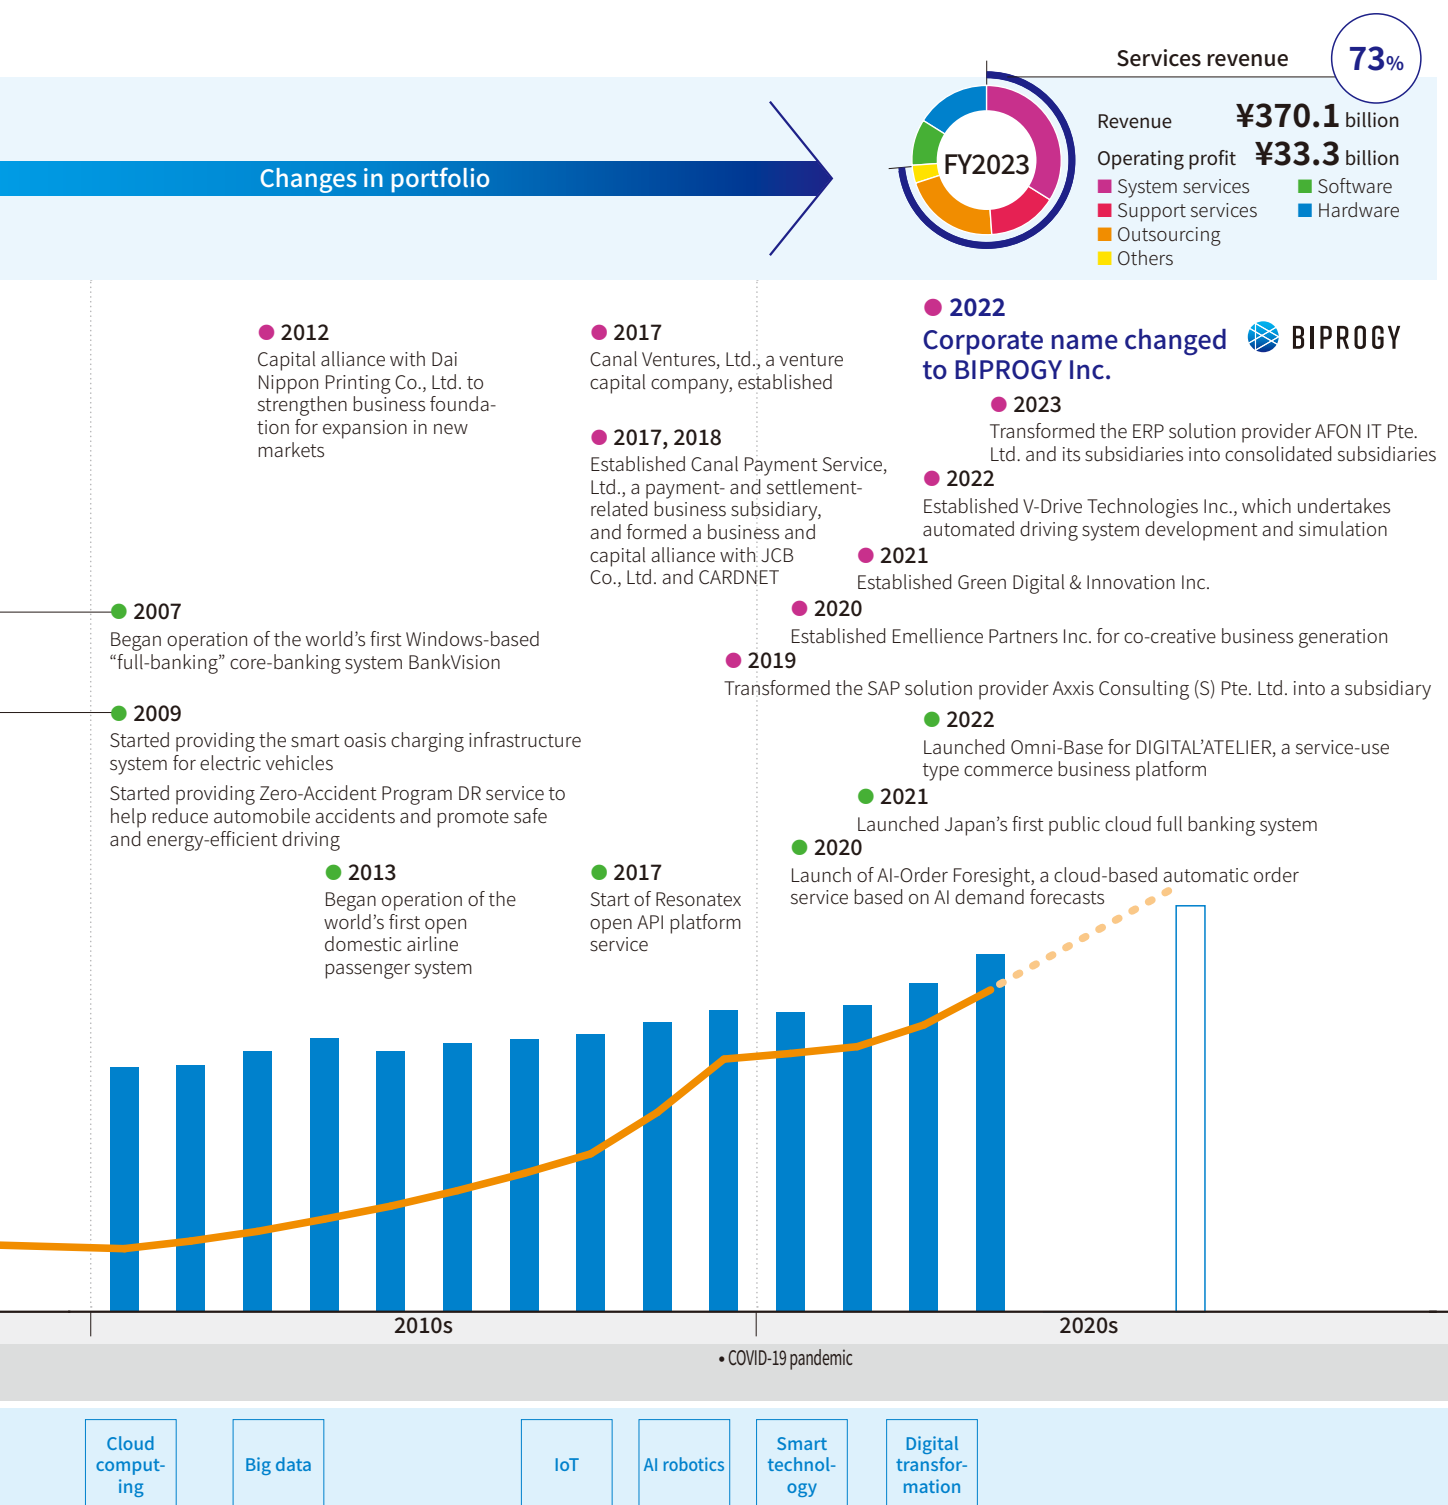 Services revenue 73%
Changes in portfolio
FY2023
Revenue ¥370.1 billion
Operating profit ¥33.3 billion
System services
Support services
Outsourcing
Others
Software
Hardware
2012
Capital alliance with Dai
Nippon Printing Co., Ltd. to
strengthen business founda-
tion for expansion in new
markets
2017
Canal Ventures, Ltd., a venture
capital company, established
2017, 2018
Established Canal Payment Service,
Ltd., a payment- and settlement-
related business subsidiary,
and formed a business and
capital alliance with JCB
Co., Ltd. and CARDNET
2022
Corporate name changed
to BIPROGY Inc.
BIPROGY
2023
Transformed the ERP solution provider AFON IT Pte.
Ltd. and its subsidiaries into consolidated subsidiaries
2022
Established V-Drive Technologies Inc., which undertakes
automated driving system development and simulation
2021
Established Green Digital & Innovation Inc.
2020
Established Emellience Partners Inc. for co-creative business generation
2019
Transformed the SAP solution provider Axxis Consulting (S) Pte. Ltd. into a subsidiary
2007
Began operation of the world’s first Windows-based
“full-banking” core-banking system BankVision
2009
Started providing the smart oasis charging infrastructure
system for electric vehicles
Started providing Zero-Accident Program DR service to
help reduce automobile accidents and promote safe
and energy-efficient driving
2013
Began operation of the
world’s first open
domestic airline
passenger system
2017
Start of Resonatex
open API platform
service
2022
Launched Omni-Base for DIGITAL’ATELIER, a service-use
type commerce business platform
2021
Launched Japan’s first public cloud full banking system
2020
Launch of AI-Order Foresight, a cloud-based automatic order
service based on AI demand forecasts
2010s
2020s
• COVID-19 pandemic
Cloud
comput-
ing
Big data
IoT
AI robotics
Smart
technol-
ogy
Digital
transfor-
mation